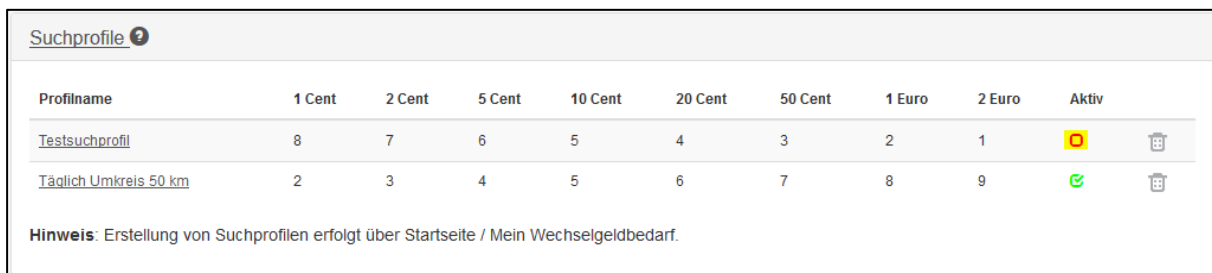 Suchprofile ?
Profilname 1 Cent 2 Cent 5 Cent 10 Cent 20 Cent 50 Cent 1 Euro 2 Euro Aktiv
Testsuchprofil 8 7 6 5 4 3 2 1
Täglich Umkreis 50 km 2 3 4 5 6 7 8 9
Hinweis: Erstellung von Suchprofilen erfolgt über Startseite / Mein Wechselgeldbedarf.